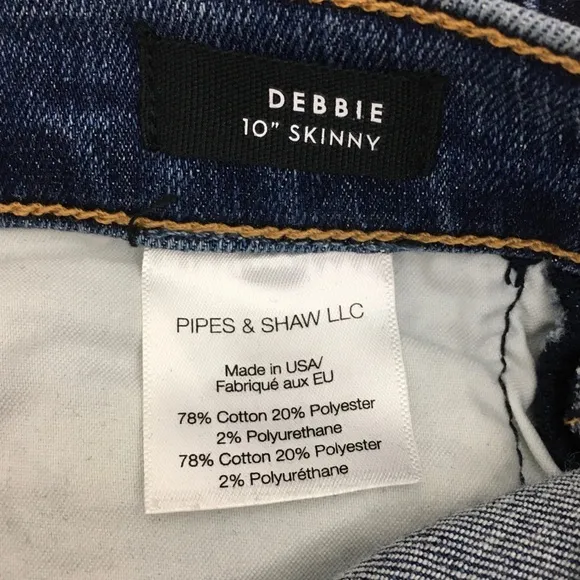 DEBBIE
10" SKINNY
PIPES & SHAW LLC
Made in USA/
Fabriqué aux EU
78% Cotton 20% Polyester
2% Polyurethane
78% Cotton 20% Polyester
2% Polyuréthane